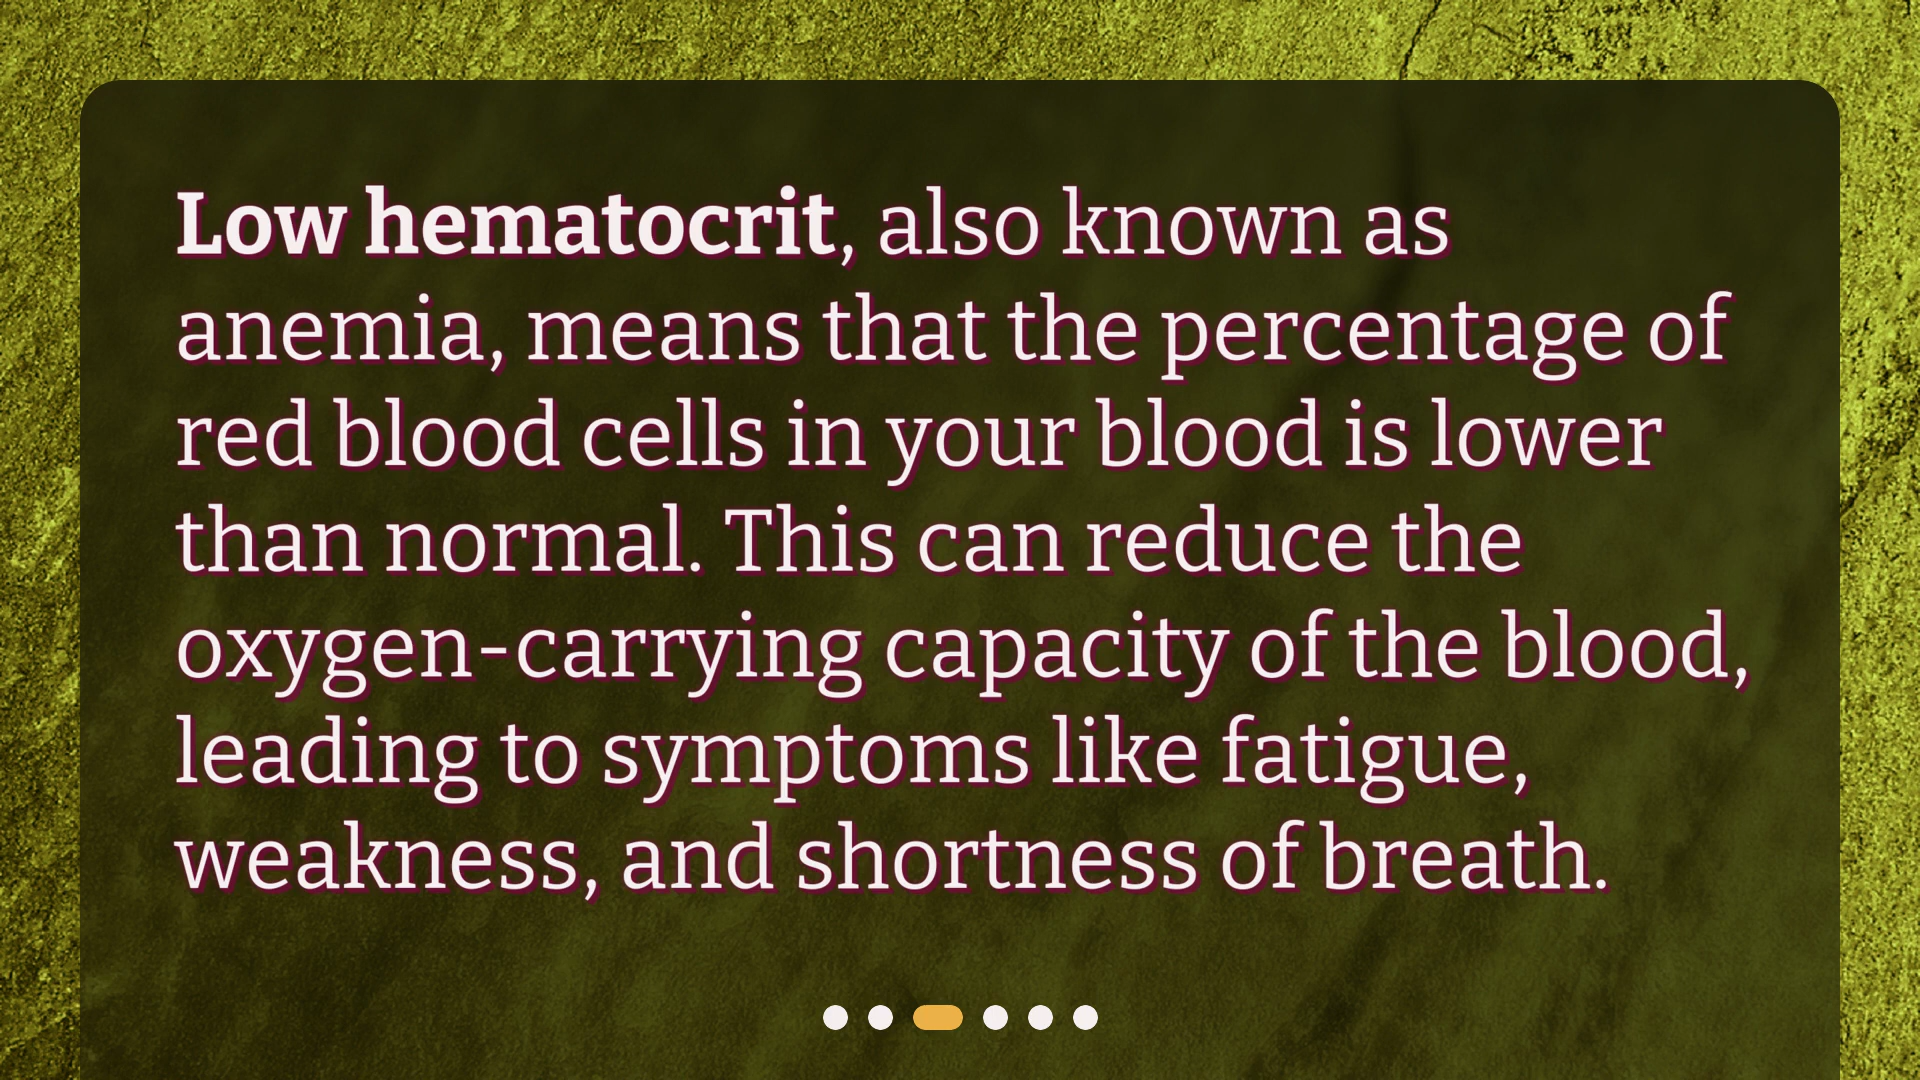 Low hematocrit, also known as
anemia, means that the percentage of
red blood cells in your blood is lower
than normal. This can reduce the
oxygen-carrying capacity of the blood,
leading to symptoms like fatigue,
weakness, and shortness of breath.